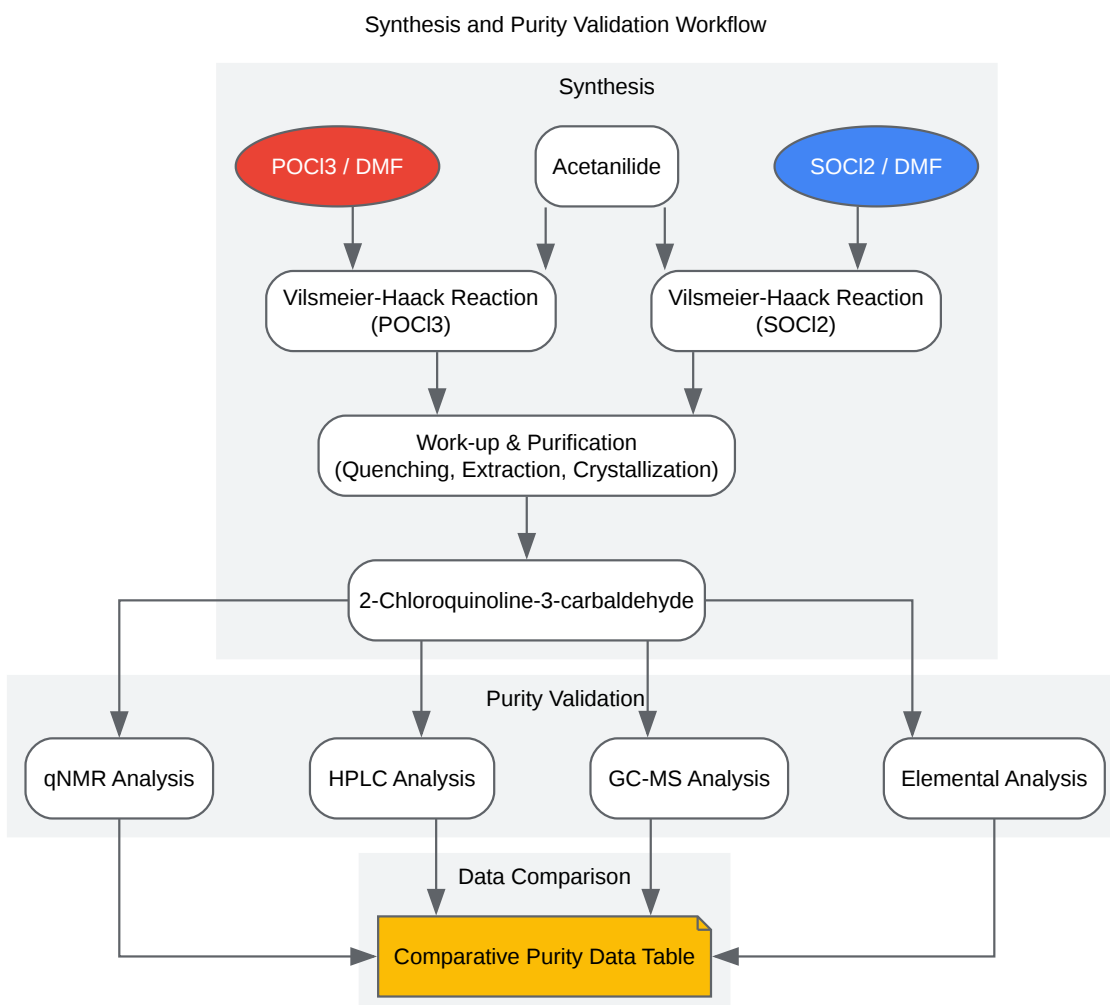 Synthesis and Purity Validation Workflow
Synthesis
POCl3 / DMF
Acetanilide
SOCl2 / DMF
Vilsmeier-Haack Reaction
(POCl3)
Vilsmeier-Haack Reaction
(SOCl2)
Work-up & Purification
(Quenching, Extraction, Crystallization)
2-Chloroquinoline-3-carbaldehyde
Purity Validation
qNMR Analysis
HPLC Analysis
GC-MS Analysis
Elemental Analysis
Data Comparison
Comparative Purity Data Table